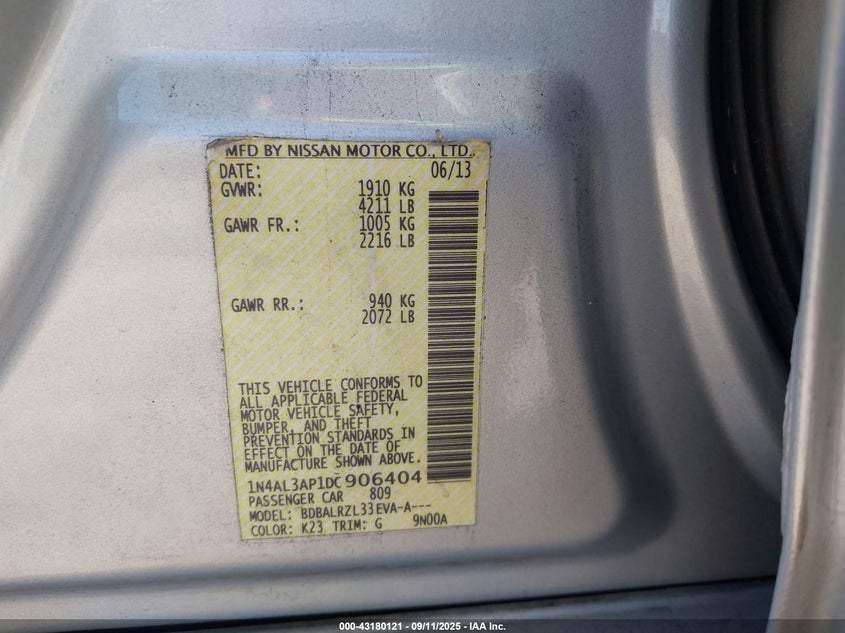 MFD BY NISSAN MOTOR CO., LTD.
DATE: 06/13
GVWR: 1910 KG
4211 LB
GAWR FR.: 1005 KG
2216 LB
GAWR RR.: 940 KG
2072 LB
THIS VEHICLE CONFORMS TO
ALL APPLICABLE FEDERAL
MOTOR VEHICLE SAFETY,
BUMPER, AND THEFT
PREVENTION STANDARDS IN
EFFECT ON THE DATE OF
MANUFACTURE SHOWN ABOVE.
1N4AL3AP1DC906404
PASSENGER CAR 809
MODEL: BDBALRZL33EVA-A---
COLOR: K23 TRIM: G 9N00A
000-43180121 - 09/11/2025 - IAA Inc.